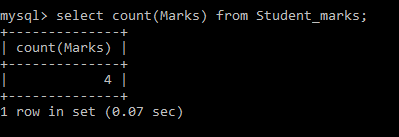 mysql> select count(Marks) from Student_marks;
+--------------+
| count(Marks) |
+--------------+
|            4 |
+--------------+
1 row in set (0.07 sec)